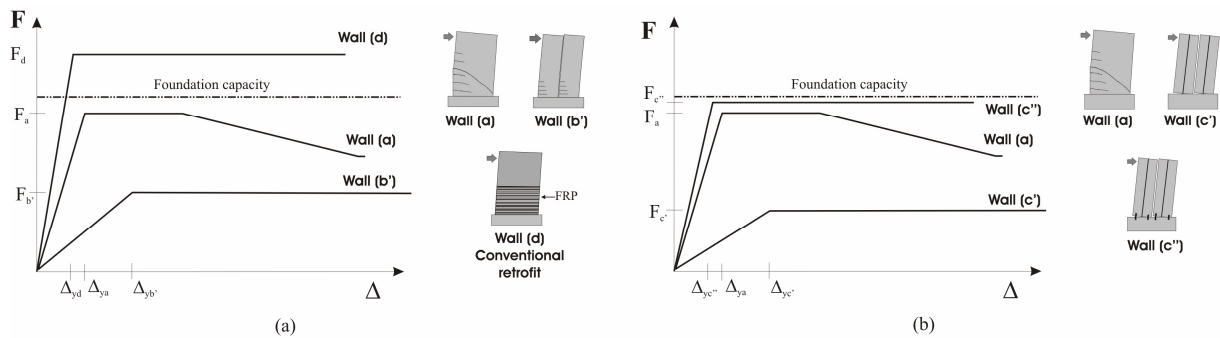 F
Wall (d)
F_d
Foundation capacity
F_a
Wall (a)
Wall (b')
F_b'
Δ_yd Δ_ya Δ_yb' Δ
Wall (a) Wall (b')
FRP
Wall (d)
Conventional
retrofit
(a)
F
Foundation capacity
F_c''
Wall (c'')
F_a
Wall (a)
Wall (c')
F_c'
Δ_yc'' Δ_ya Δ_yc' Δ
Wall (a) Wall (c')
Wall (c'')
(b)